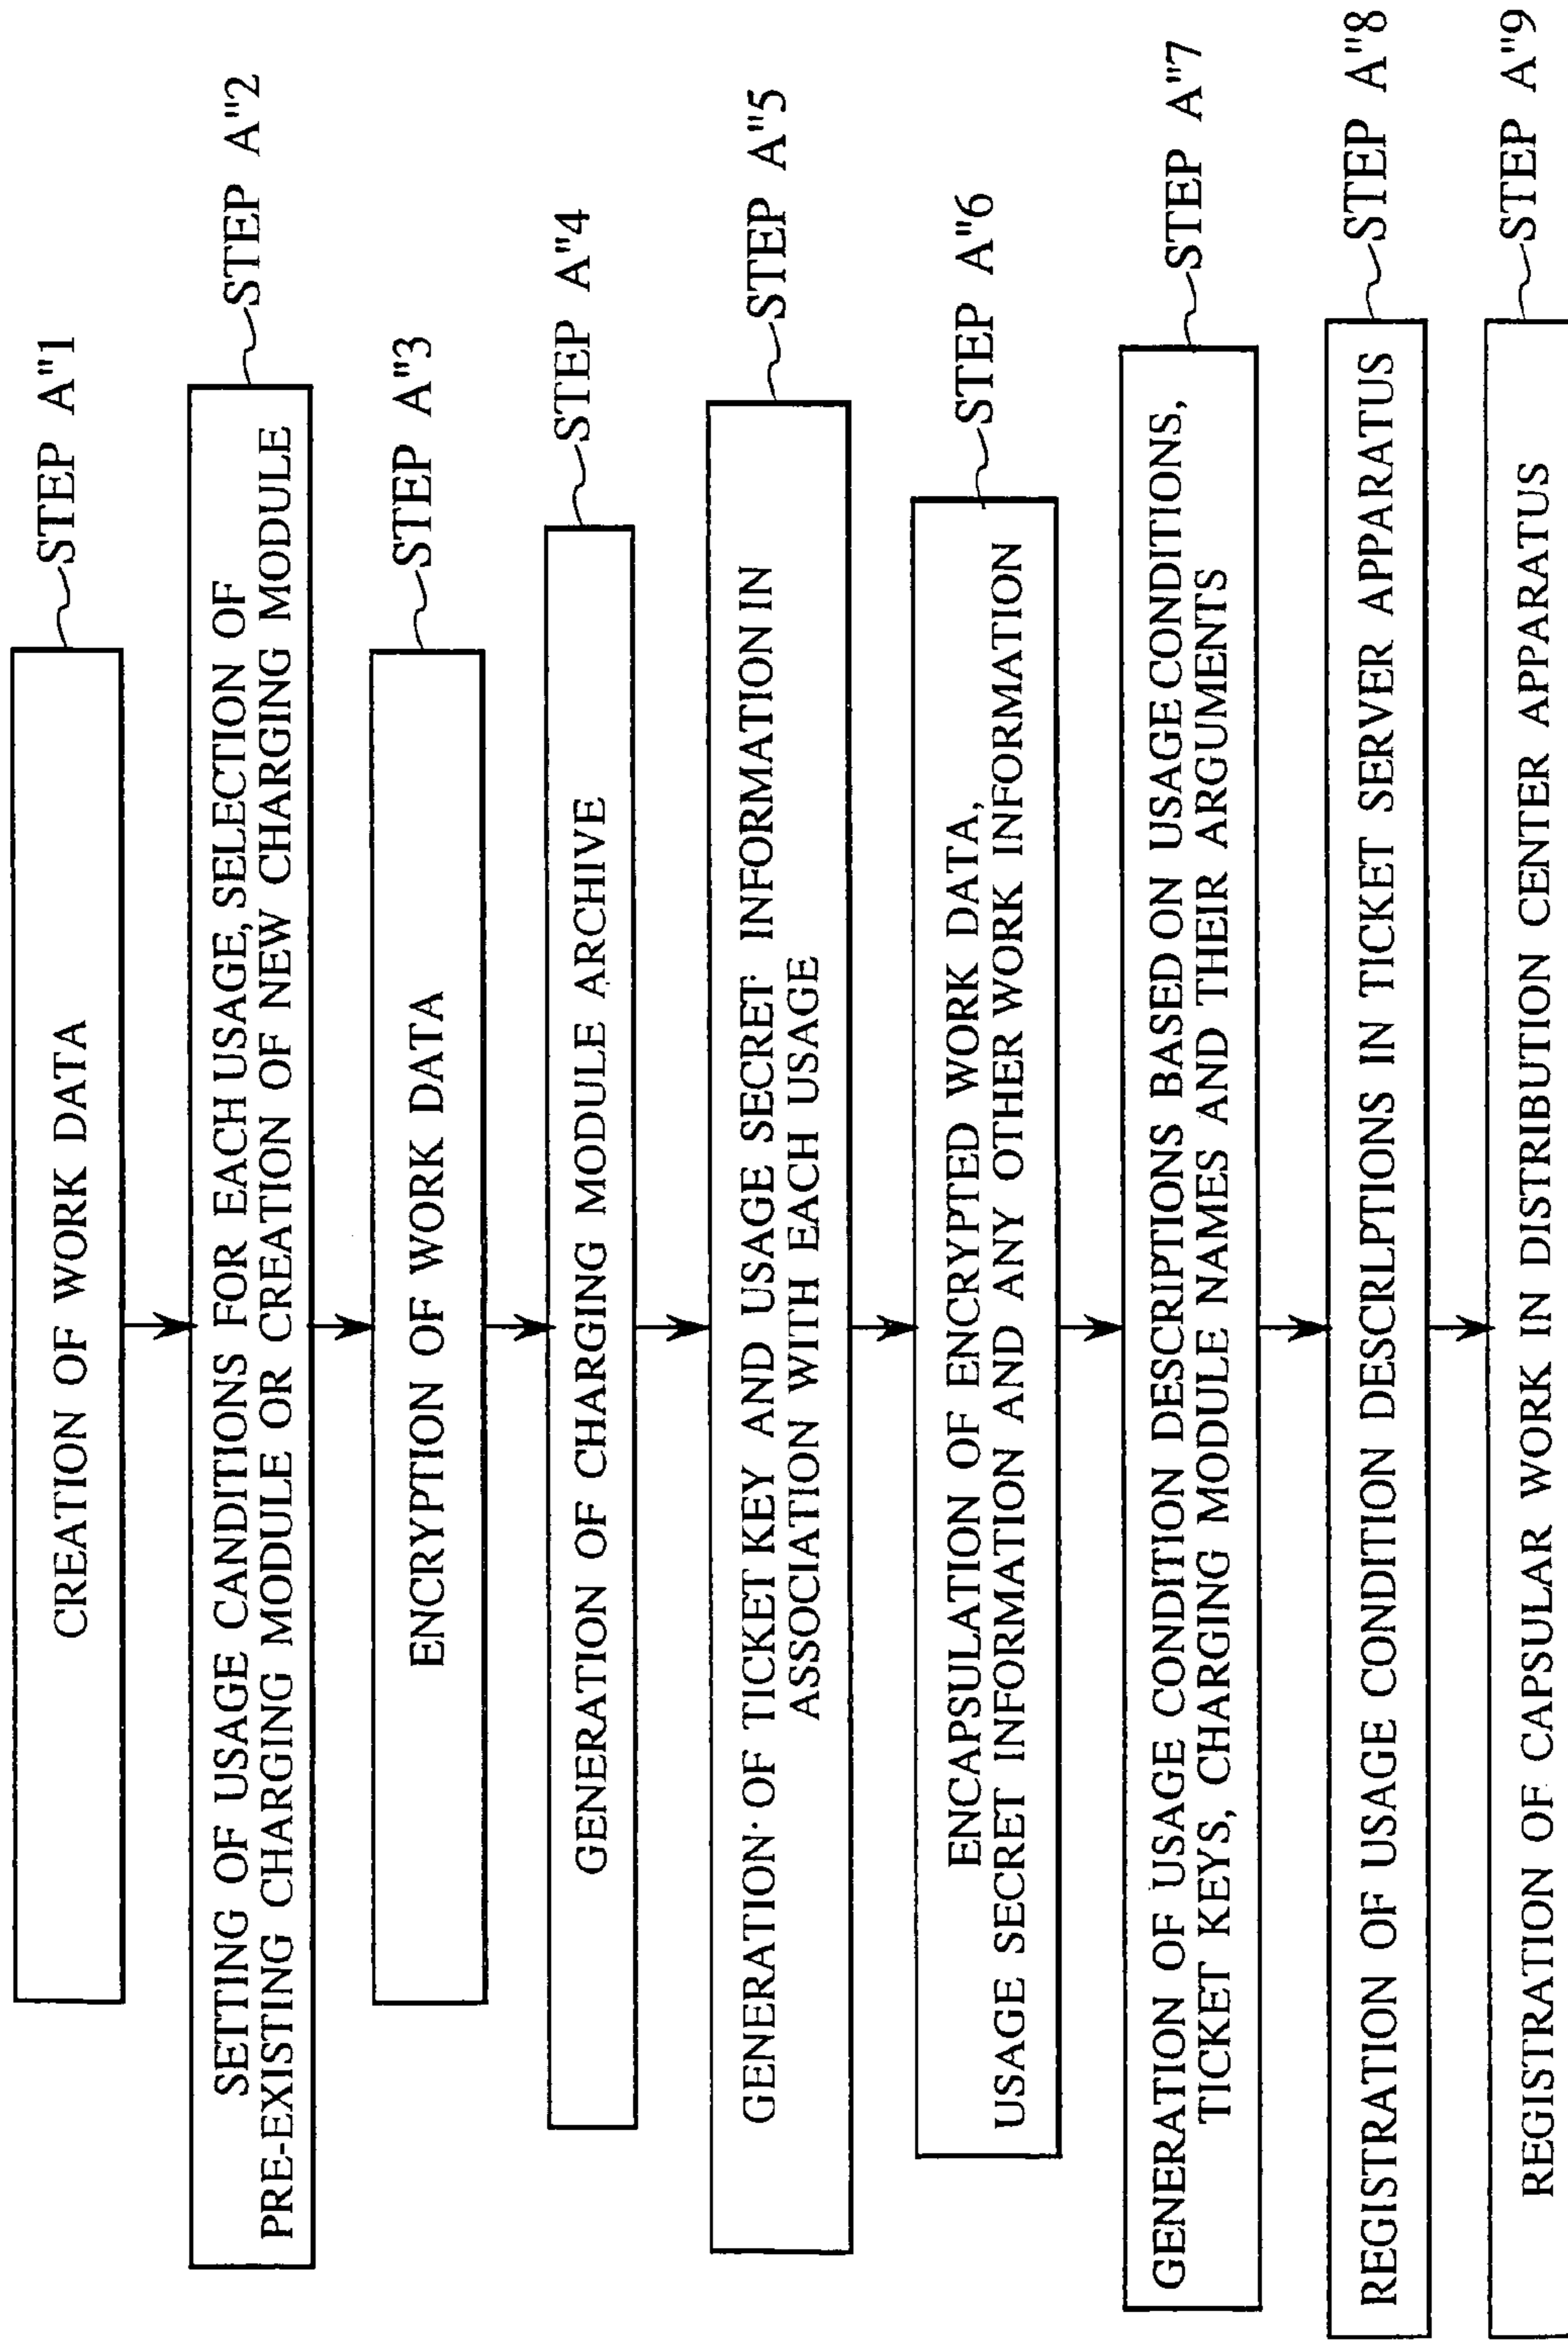 CREATION OF WORK DATA
STEP A"1
SETTING OF USAGE CANDITIONS FOR EACH USAGE, SELECTION OF
PRE-EXISTING CHARGING MODULE OR CREATION OF NEW CHARGING MODULE
STEP A"2
ENCRYPTION OF WORK DATA
STEP A"3
GENERATION OF CHARGING MODULE ARCHIVE
STEP A"4
GENERATION OF TICKET KEY AND USAGE SECRET INFORMATION IN
ASSOCIATION WITH EACH USAGE
STEP A"5
ENCAPSULATION OF ENCRYPTED WORK DATA,
USAGE SECRET INFORMATION AND ANY OTHER WORK INFORMATION
STEP A"6
GENERATION OF USAGE CONDITION DESCRIPTIONS BASED ON USAGE CONDITIONS,
TICKET KEYS, CHARGING MODULE NAMES AND THEIR ARGUMENTS
STEP A"7
REGISTRATION OF USAGE CONDITION DESCRLPTIONS IN TICKET SERVER APPARATUS
STEP A"8
REGISTRATION OF CAPSULAR WORK IN DISTRIBUTION CENTER APPARATUS
STEP A"9